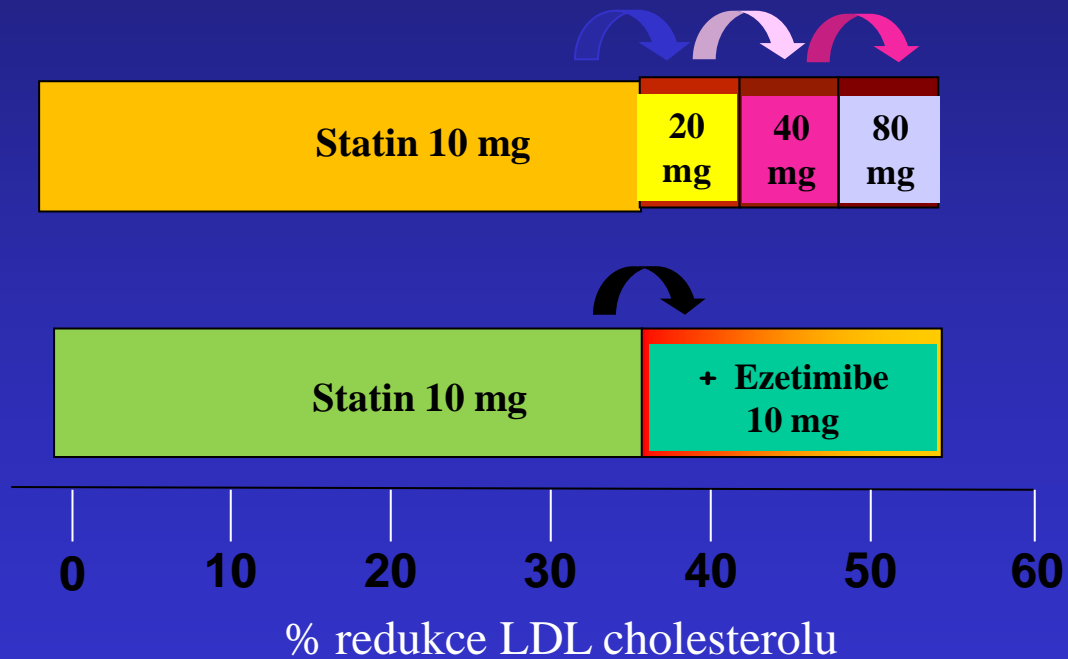 Statin 10 mg
20
mg
40
mg
80
mg
Statin 10 mg
+ Ezetimibe
10 mg
0 10 20 30 40 50 60
% redukce LDL cholesterolu